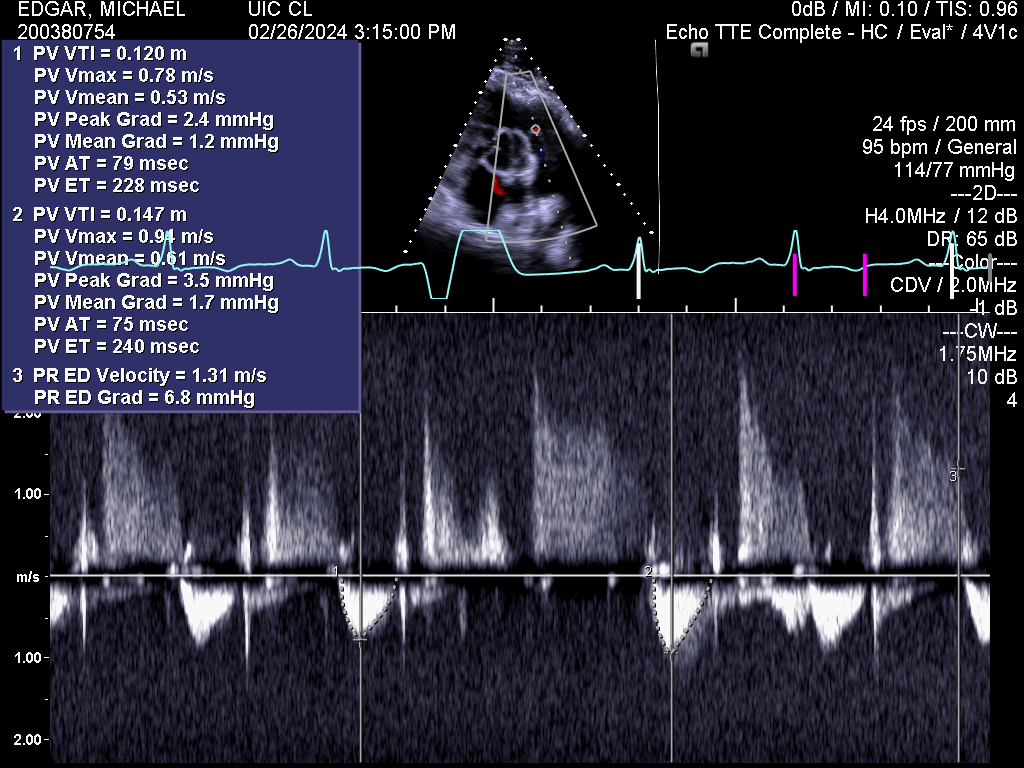 EDGAR, MICHAEL
200380754
UIC CL
02/26/2024 3:15:00 PM
0dB / MI: 0.10 / TIS: 0.96
Echo TTE Complete - HC / Eval* / 4V1c
1 PV VTI = 0.120 m
PV Vmax = 0.78 m/s
PV Vmean = 0.53 m/s
PV Peak Grad = 2.4 mmHg
PV Mean Grad = 1.2 mmHg
PV AT = 79 msec
PV ET = 228 msec
2 PV VTI = 0.147 m
PV Vmax = 0.94 m/s
PV Vmean = 0.61 m/s
PV Peak Grad = 3.5 mmHg
PV Mean Grad = 1.7 mmHg
PV AT = 75 msec
PV ET = 240 msec
3 PR ED Velocity = 1.31 m/s
PR ED Grad = 6.8 mmHg
24 fps / 200 mm
95 bpm / General
114/77 mmHg
---2D---
H4.0MHz / 12 dB
DR: 65 dB
---Color---
CDV / 2.0MHz
-1 dB
---CW---
1.75MHz
10 dB
4
2.00
1.00
3
m/s
1
2
1.00
2.00